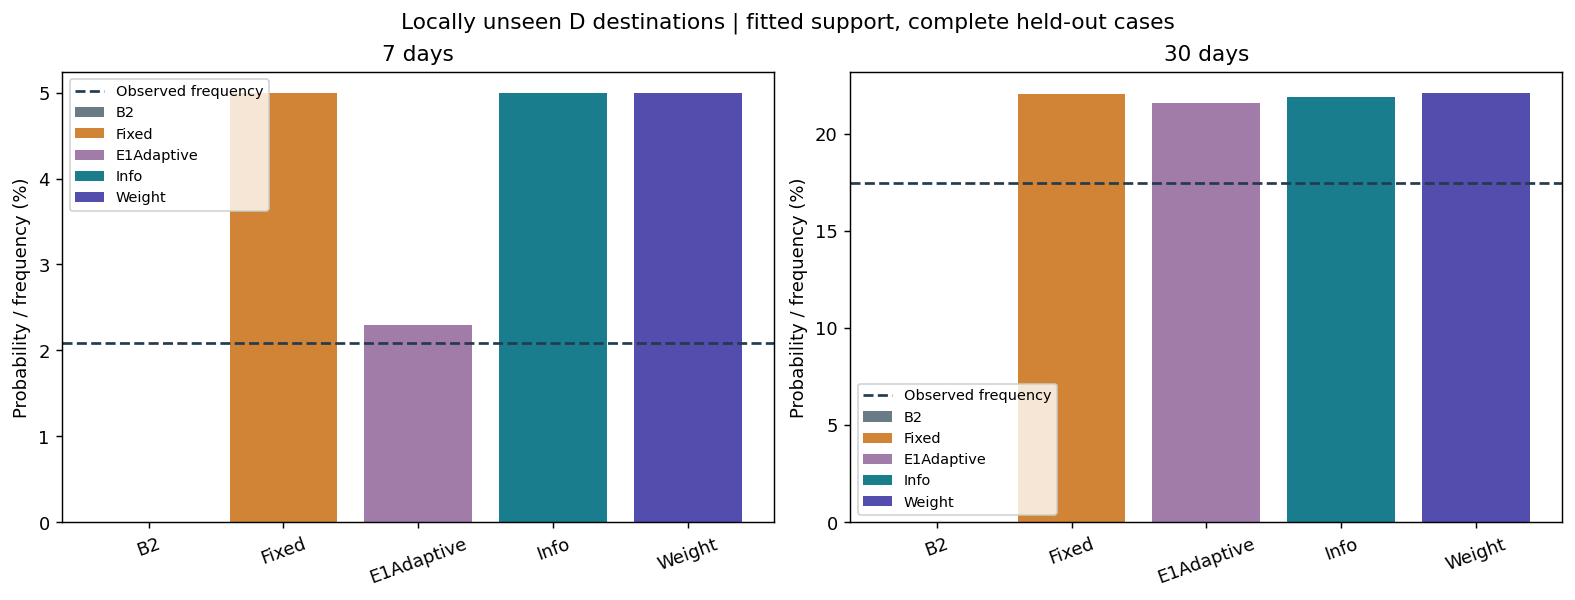 Locally unseen D destinations | fitted support, complete held-out cases
7 days
Probability / frequency (%)
5
4
3
2
1
0
Observed frequency
B2
Fixed
E1Adaptive
Info
Weight
B2
Fixed
E1Adaptive
Info
Weight
30 days
Probability / frequency (%)
20
15
10
5
0
Observed frequency
B2
Fixed
E1Adaptive
Info
Weight
B2
Fixed
E1Adaptive
Info
Weight